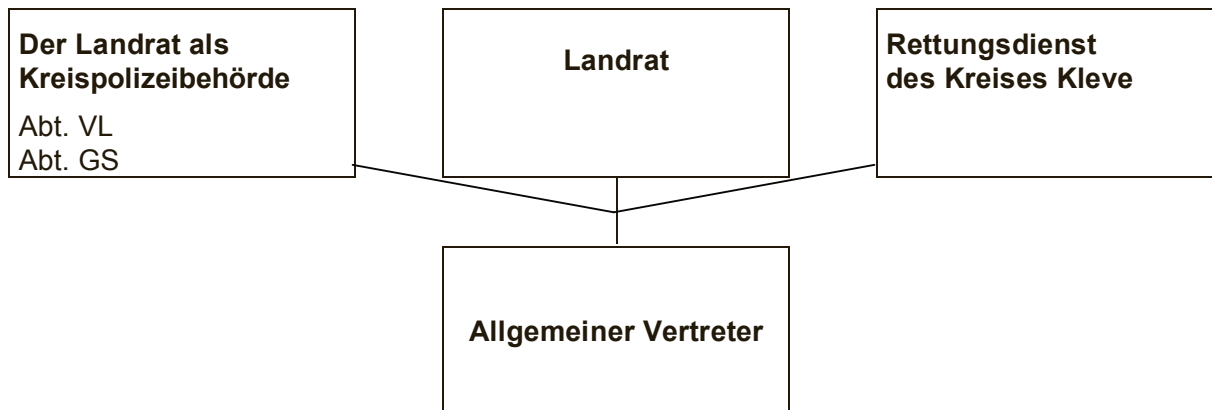 Der Landrat als
Kreispolizeibehörde
Abt. VL
Abt. GS
Landrat
Rettungsdienst
des Kreises Kleve
Allgemeiner Vertreter